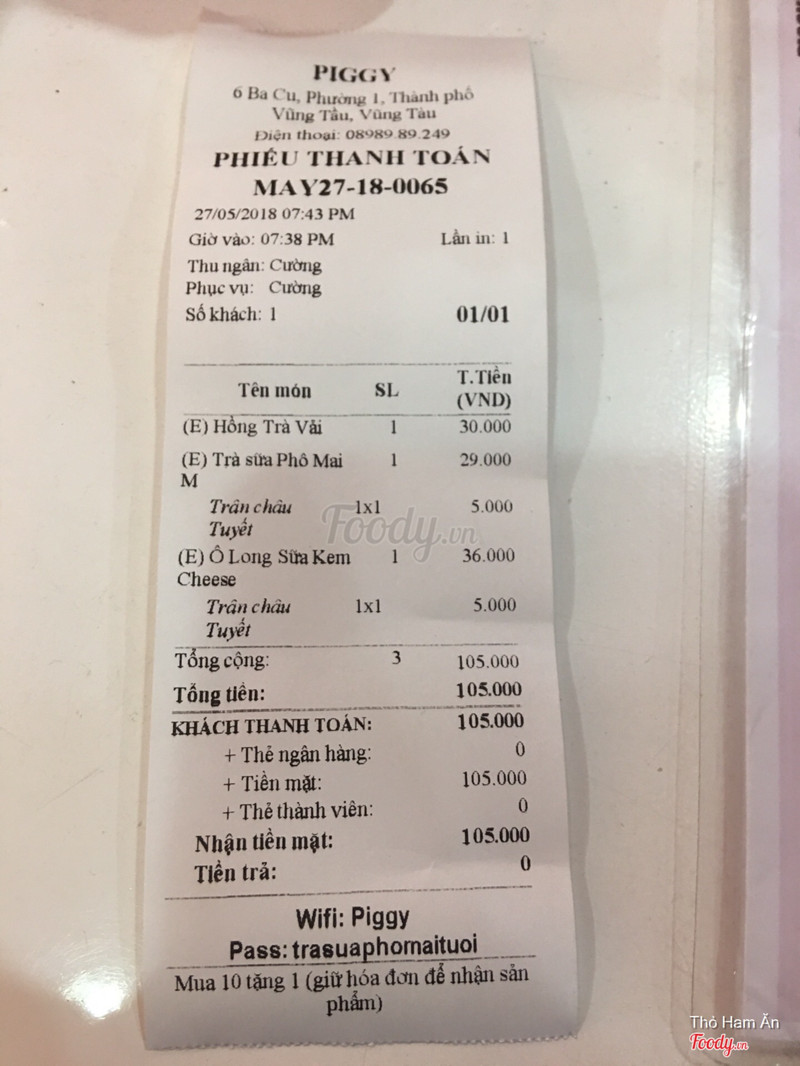 PIGGY
6 Ba Cu, Phường 1, Thành phố
Vũng Tầu, Vũng Tàu
Điện thoại: 08989.89.249
PHIẾU THANH TOÁN
MAY27-18-0065
27/05/2018 07:43 PM
Giờ vào: 07:38 PM Lần in: 1
Thu ngân: Cường
Phục vụ: Cường
Số khách: 1 01/01
Tên món SL T.Tiền
(VND)
(E) Hồng Trà Vải 1 30.000
(E) Trà sữa Phô Mai 1 29.000
M
Trân châu 1x1 5.000
Tuyết
(E) Ô Long Sữa Kem 1 36.000
Cheese
Trân châu 1x1 5.000
Tuyết
Tổng cộng: 3 105.000
Tổng tiền: 105.000
KHÁCH THANH TOÁN: 105.000
+ Thẻ ngân hàng: 0
+ Tiền mặt: 105.000
+ Thẻ thành viên: 0
Nhận tiền mặt: 105.000
Tiền trả: 0
Wifi: Piggy
Pass: trasuaphomaituoi
Mua 10 tặng 1 (giữ hóa đơn để nhận sản
phẩm)
Foody.vn
Thỏ Ham Ăn
Foody.vn